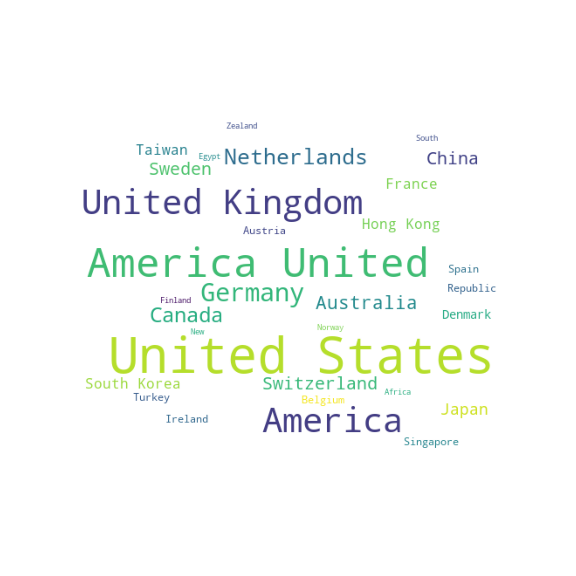 Zealand
South
Taiwan
Egypt
Netherlands
China
Sweden
France
United Kingdom
Hong Kong
Austria
America United
Spain
Germany
Republic
Finland
Australia
Canada
Denmark
New
Norway
United States
South Korea
Switzerland
Africa
Turkey
Belgium
Japan
Ireland
America
Singapore